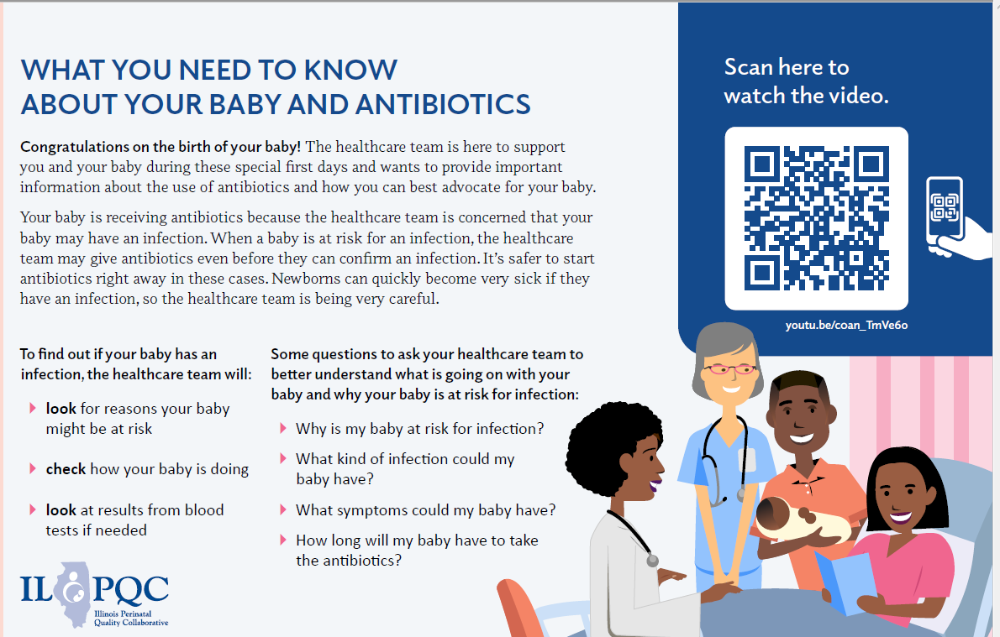 WHAT YOU NEED TO KNOW
ABOUT YOUR BABY AND ANTIBIOTICS
Congratulations on the birth of your baby! The healthcare team is here to support
you and your baby during these special first days and wants to provide important
information about the use of antibiotics and how you can best advocate for your baby.
Your baby is receiving antibiotics because the healthcare team is concerned that your
baby may have an infection. When a baby is at risk for an infection, the healthcare
team may give antibiotics even before they can confirm an infection. It’s safer to start
antibiotics right away in these cases. Newborns can quickly become very sick if they
have an infection, so the healthcare team is being very careful.
To find out if your baby has an
infection, the healthcare team will:
look for reasons your baby
might be at risk
check how your baby is doing
look at results from blood
tests if needed
Some questions to ask your healthcare team to
better understand what is going on with your
baby and why your baby is at risk for infection:
Why is my baby at risk for infection?
What kind of infection could my
baby have?
What symptoms could my baby have?
How long will my baby have to take
the antibiotics?
Scan here to
watch the video.
youtu.be/coan_TmVe6o
IL PQC
Illinois Perinatal
Quality Collaborative